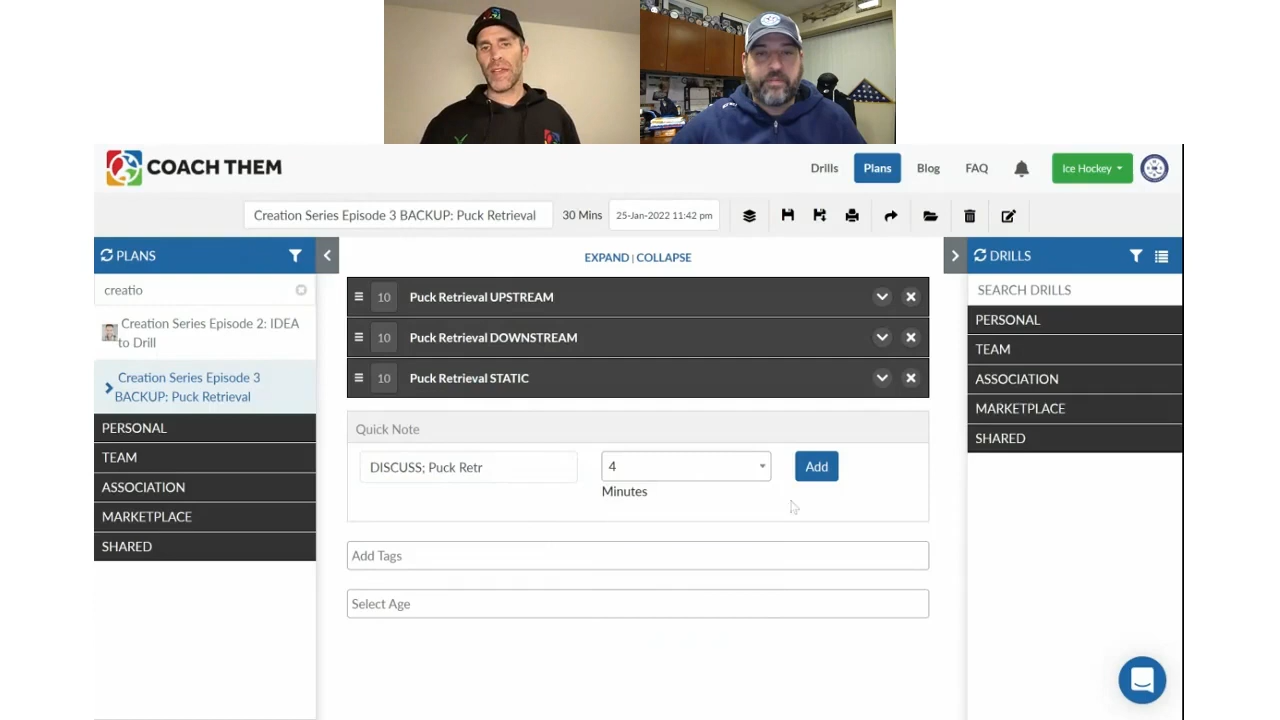 COACH THEM
Drills
Plans
Blog
FAQ
Ice Hockey
Creation Series Episode 3 BACKUP: Puck Retrieval
30 Mins
25-Jan-2022 11:42 pm
PLANS
EXPAND | COLLAPSE
DRILLS
creatio
Creation Series Episode 2: IDEA
to Drill
Creation Series Episode 3
BACKUP: Puck Retrieval
PERSONAL
TEAM
ASSOCIATION
MARKETPLACE
SHARED
10 Puck Retrieval UPSTREAM
10 Puck Retrieval DOWNSTREAM
10 Puck Retrieval STATIC
Quick Note
DISCUSS; Puck Retr
4
Add
Minutes
Add Tags
Select Age
SEARCH DRILLS
PERSONAL
TEAM
ASSOCIATION
MARKETPLACE
SHARED